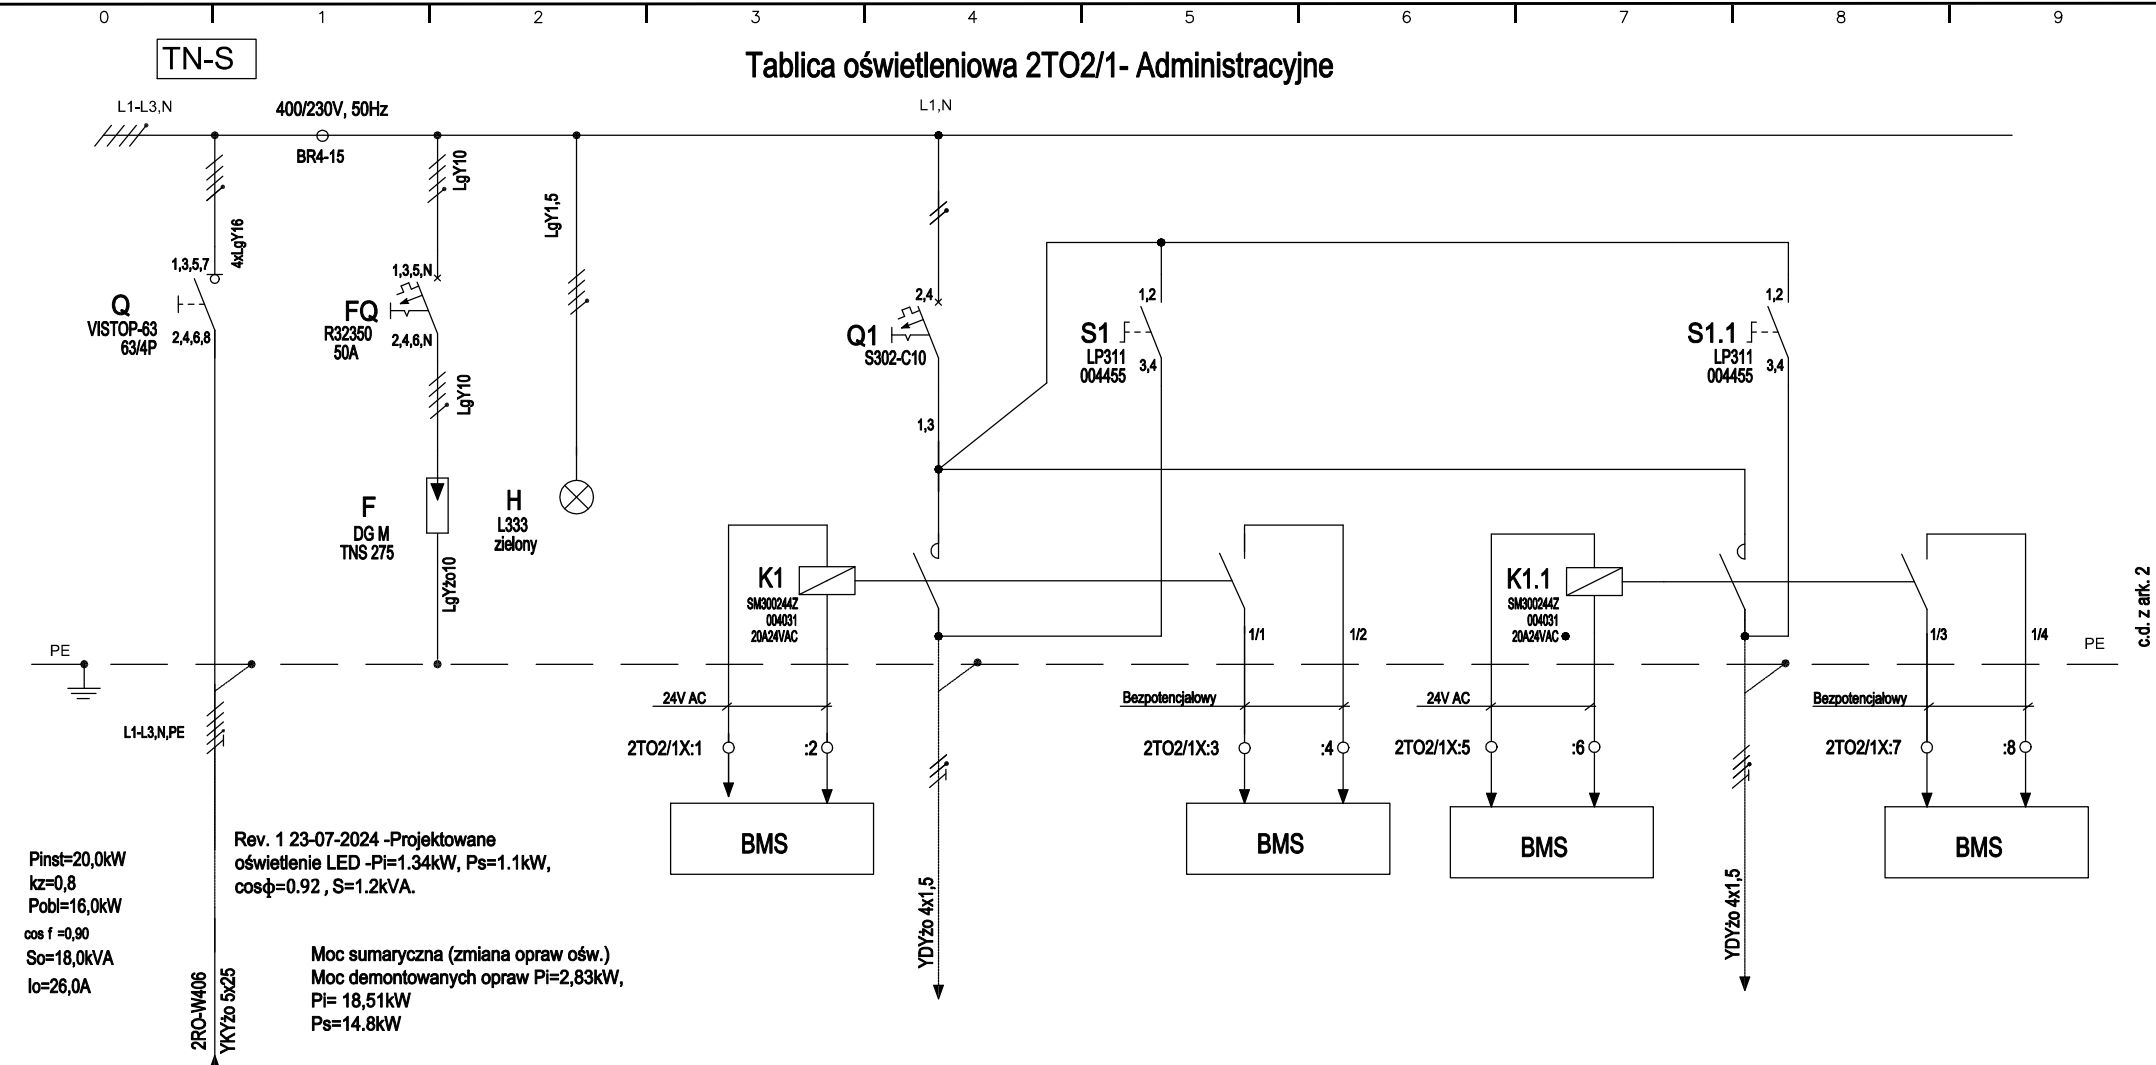 0 1 2 3 4 5 6 7 8 9
TN-S
Tablica oświetleniowa 2TO2/1- Administracyjne
L1-L3,N
400/230V, 50Hz
BR4-15
L1,N
4xLgY16
LgY10
LgY1,5
1,3,5,7
Q
VISTOP-63
63/4P
2,4,6,8
1,3,5,N
FQ
R32350
50A
2,4,6,N
LgY10
2,4
Q1
S302-C10
1,3
1,2
S1
LP311
004455
3,4
1,2
S1.1
LP311
004455
3,4
F
DG M
TNS 275
LgYżo10
H
L333
zielony
K1
SM300244Z
004031
20A24VAC
1/1
1/2
K1.1
SM300244Z
004031
20A24VAC
1/3
1/4
c.d. z ark. 2
PE
PE
L1-L3,N,PE
24V AC
Bezpotencjałowy
24V AC
Bezpotencjałowy
2TO2/1X:1
:2
2TO2/1X:3
:4
2TO2/1X:5
:6
2TO2/1X:7
:8
BMS
BMS
BMS
BMS
YDYżo 4x1,5
YDYżo 4x1,5
Pinst=20,0kW
kz=0,8
Pobl=16,0kW
cos f =0,90
So=18,0kVA
Io=26,0A
2RO-W406
YKYżo 5x25
Rev. 1 23-07-2024 -Projektowane
oświetlenie LED -Pi=1.34kW, Ps=1.1kW,
cosϕ=0.92 , S=1.2kVA.
Moc sumaryczna (zmiana opraw ośw.)
Moc demontowanych opraw Pi=2,83kW,
Pi= 18,51kW
Ps=14.8kW